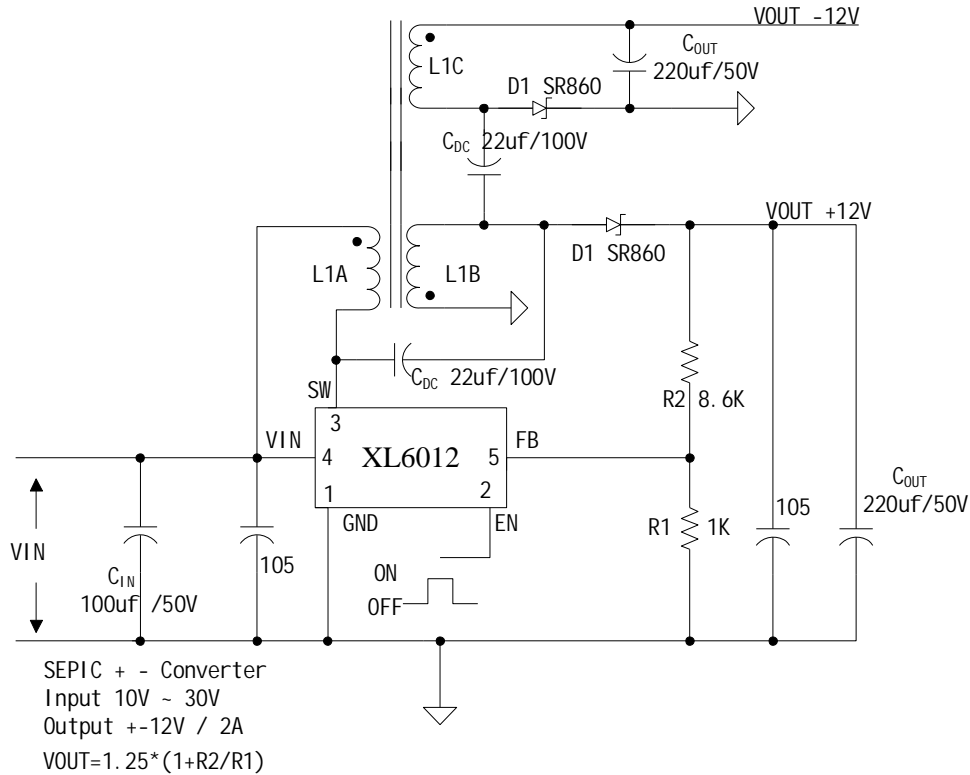 VOUT -12V
COUT
220uf/50V
L1C
D1 SR860
CDC 22uf/100V
VOUT +12V
D1 SR860
L1A
L1B
CDC 22uf/100V
SW
3
R2 8.6K
VIN
4
XL6012
5
FB
1
2
GND
EN
COUT
220uf/50V
R1
1K
105
VIN
105
CIN
100uf /50V
ON
OFF
SEPIC + - Converter
Input 10V ~ 30V
Output +-12V / 2A
VOUT=1.25*(1+R2/R1)